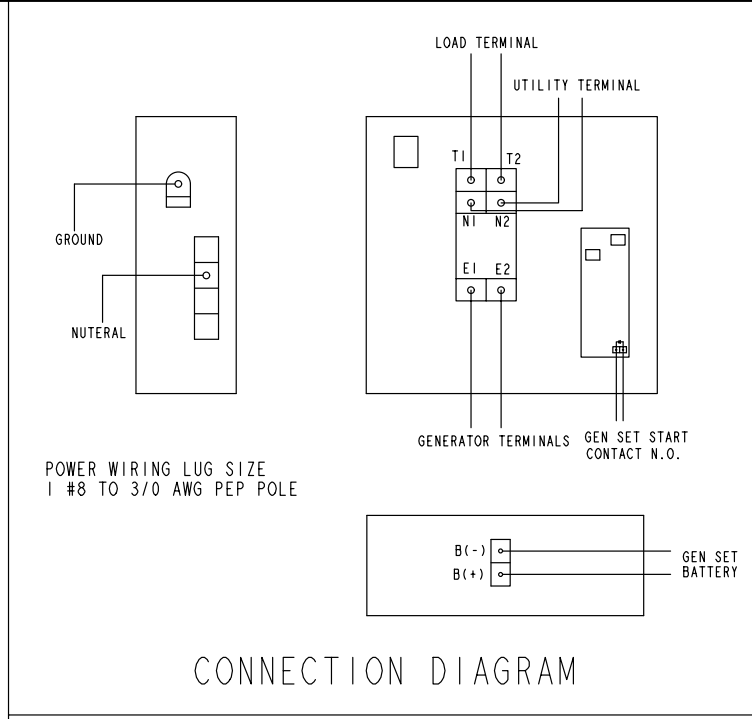 LOAD TERMINAL
UTILITY TERMINAL
T1 T2
N1 N2
E1 E2
GROUND
NUTERAL
GENERATOR TERMINALS
GEN SET START
CONTACT N.O.
POWER WIRING LUG SIZE
1 #8 TO 3/0 AWG PEP POLE
B(-)
B(+)
GEN SET
BATTERY
CONNECTION DIAGRAM